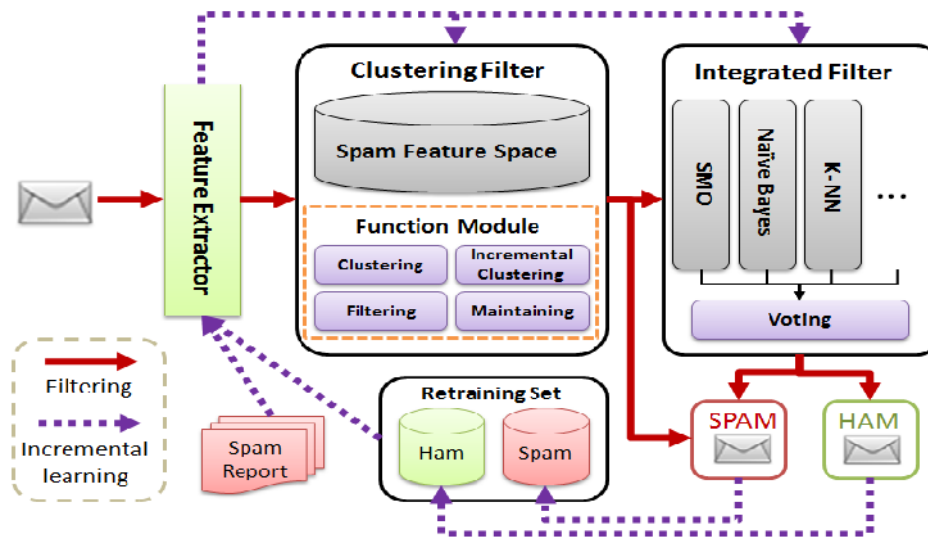 Feature Extractor
Clustering Filter
Spam Feature Space
Function Module
Clustering
Incremental
Clustering
Filtering
Maintaining
Integrated Filter
SMO
Naïve Bayes
K-NN
...
Voting
Filtering
Incremental
learning
Spam
Report
Retraining Set
Ham
Spam
SPAM
HAM